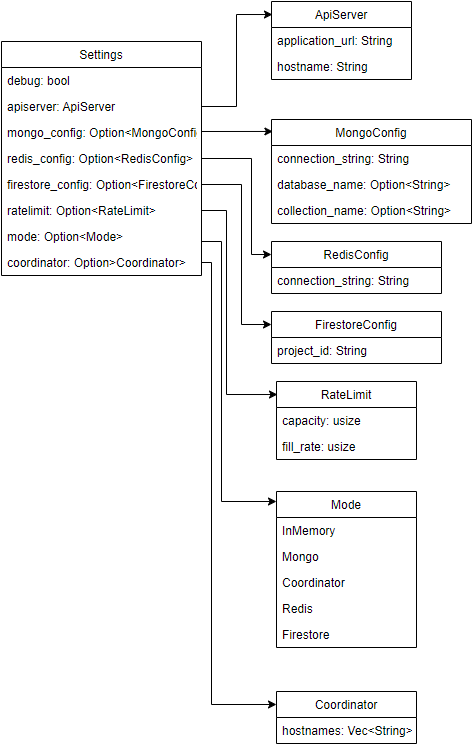 Settings
debug: bool
apiserver: ApiServer
mongo_config: Option<MongoConfi
redis_config: Option<RedisConfig>
firestore_config: Option<FirestoreCo
ratelimit: Option<RateLimit>
mode: Option<Mode>
coordinator: Option>Coordinator>
ApiServer
application_url: String
hostname: String
MongoConfig
connection_string: String
database_name: Option<String>
collection_name: Option<String>
RedisConfig
connection_string: String
FirestoreConfig
project_id: String
RateLimit
capacity: usize
fill_rate: usize
Mode
InMemory
Mongo
Coordinator
Redis
Firestore
Coordinator
hostnames: Vec<String>